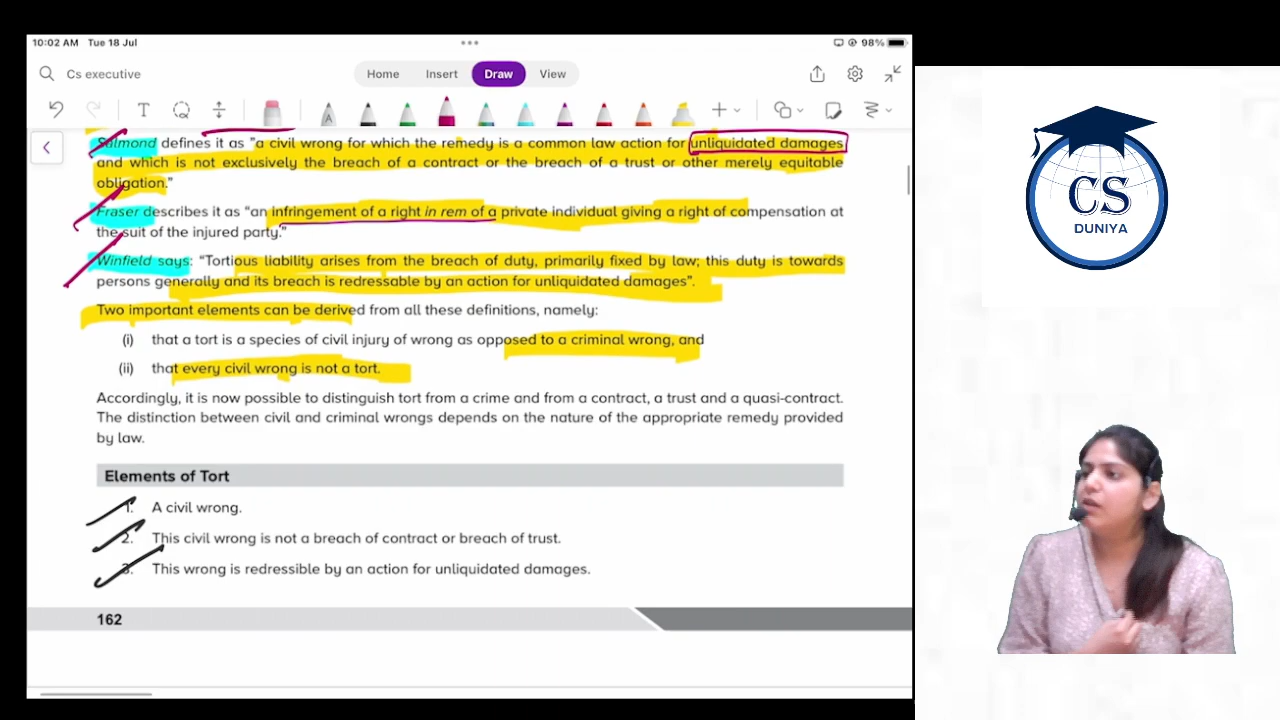 10:02 AM Tue 18 Jul
98%
Cs executive
Home Insert Draw View
T
A
Salmond defines it as "a civil wrong for which the remedy is a common law action for unliquidated damages
and which is not exclusively the breach of a contract or the breach of a trust or other merely equitable
obligation."
Fraser describes it as "an infringement of a right in rem of a private individual giving a right of compensation at
the suit of the injured party."
Winfield says: "Tortious liability arises from the breach of duty, primarily fixed by law; this duty is towards
persons generally and its breach is redressable by an action for unliquidated damages".
Two important elements can be derived from all these definitions, namely:
(i) that a tort is a species of civil injury of wrong as opposed to a criminal wrong, and
(ii) that every civil wrong is not a tort.
Accordingly, it is now possible to distinguish tort from a crime and from a contract, a trust and a quasi-contract.
The distinction between civil and criminal wrongs depends on the nature of the appropriate remedy provided
by law.
Elements of Tort
1. A civil wrong.
2. This civil wrong is not a breach of contract or breach of trust.
3. This wrong is redressible by an action for unliquidated damages.
162
CS
DUNIYA